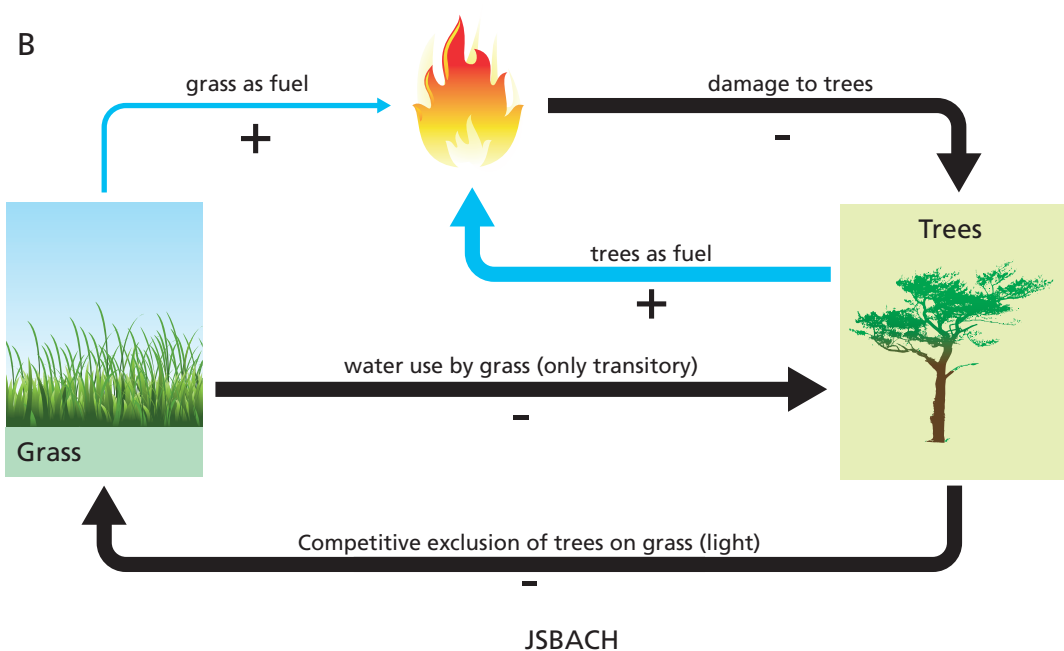 B
grass as fuel
+
damage to trees
-
Trees
trees as fuel
+
water use by grass (only transitory)
-
Grass
Competitive exclusion of trees on grass (light)
-
JSBACH